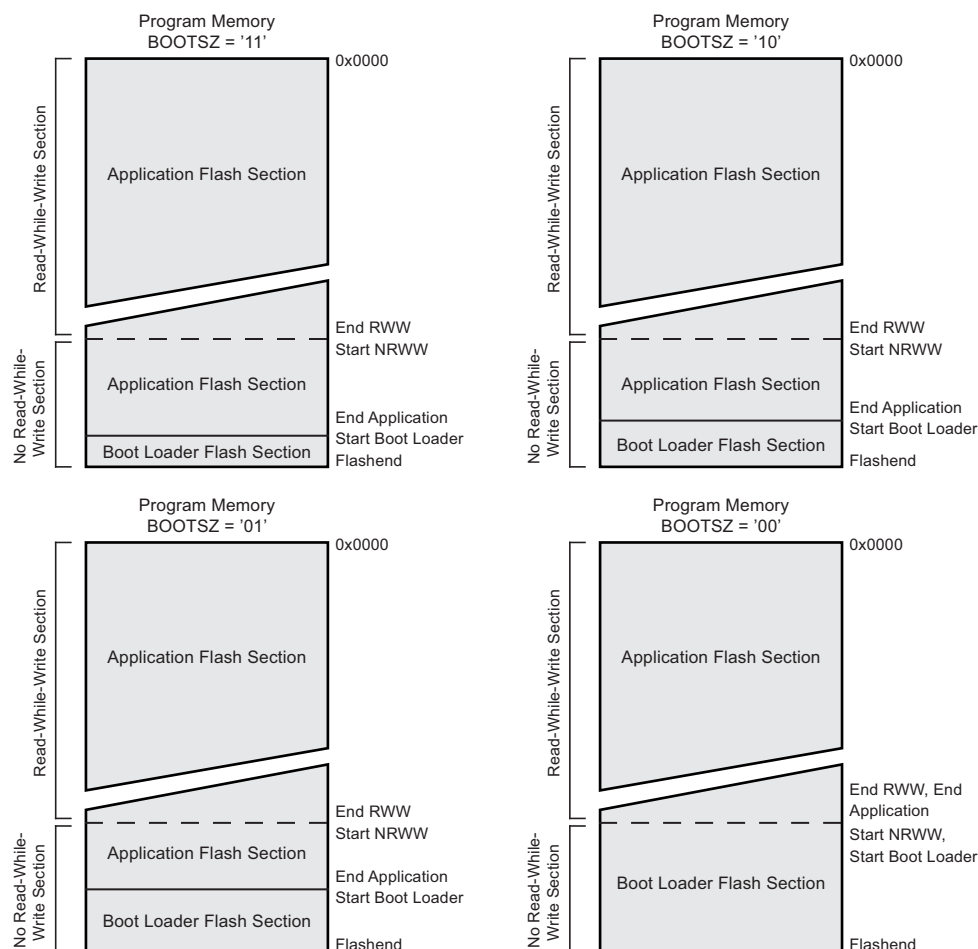 Program Memory
BOOTSZ = '11'
0x0000
Read-While-Write Section
Application Flash Section
End RWW
Start NRWW
No Read-While-
Write Section
Application Flash Section
End Application
Start Boot Loader
Boot Loader Flash Section
Flashend
Program Memory
BOOTSZ = '10'
0x0000
Read-While-Write Section
Application Flash Section
End RWW
Start NRWW
No Read-While-
Write Section
Application Flash Section
End Application
Start Boot Loader
Boot Loader Flash Section
Flashend
Program Memory
BOOTSZ = '01'
0x0000
Read-While-Write Section
Application Flash Section
End RWW
Start NRWW
No Read-While-
Write Section
Application Flash Section
End Application
Start Boot Loader
Boot Loader Flash Section
Flashend
Program Memory
BOOTSZ = '00'
0x0000
Read-While-Write Section
Application Flash Section
End RWW, End
Application
Start NRWW,
Start Boot Loader
No Read-While-
Write Section
Boot Loader Flash Section
Flashend